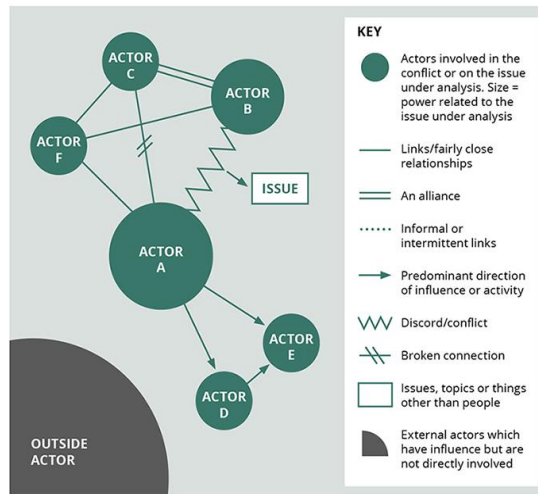 ACTOR
C
ACTOR
B
ACTOR
F
ISSUE
ACTOR
A
ACTOR
E
ACTOR
D
OUTSIDE
ACTOR
KEY
Actors involved in the
conflict or on the issue
under analysis. Size =
power related to the
issue under analysis
Links/fairly close
relationships
An alliance
Informal or
intermittent links
Predominant direction
of influence or activity
Discord/conflict
Broken connection
Issues, topics or things
other than people
External actors which
have influence but are
not directly involved